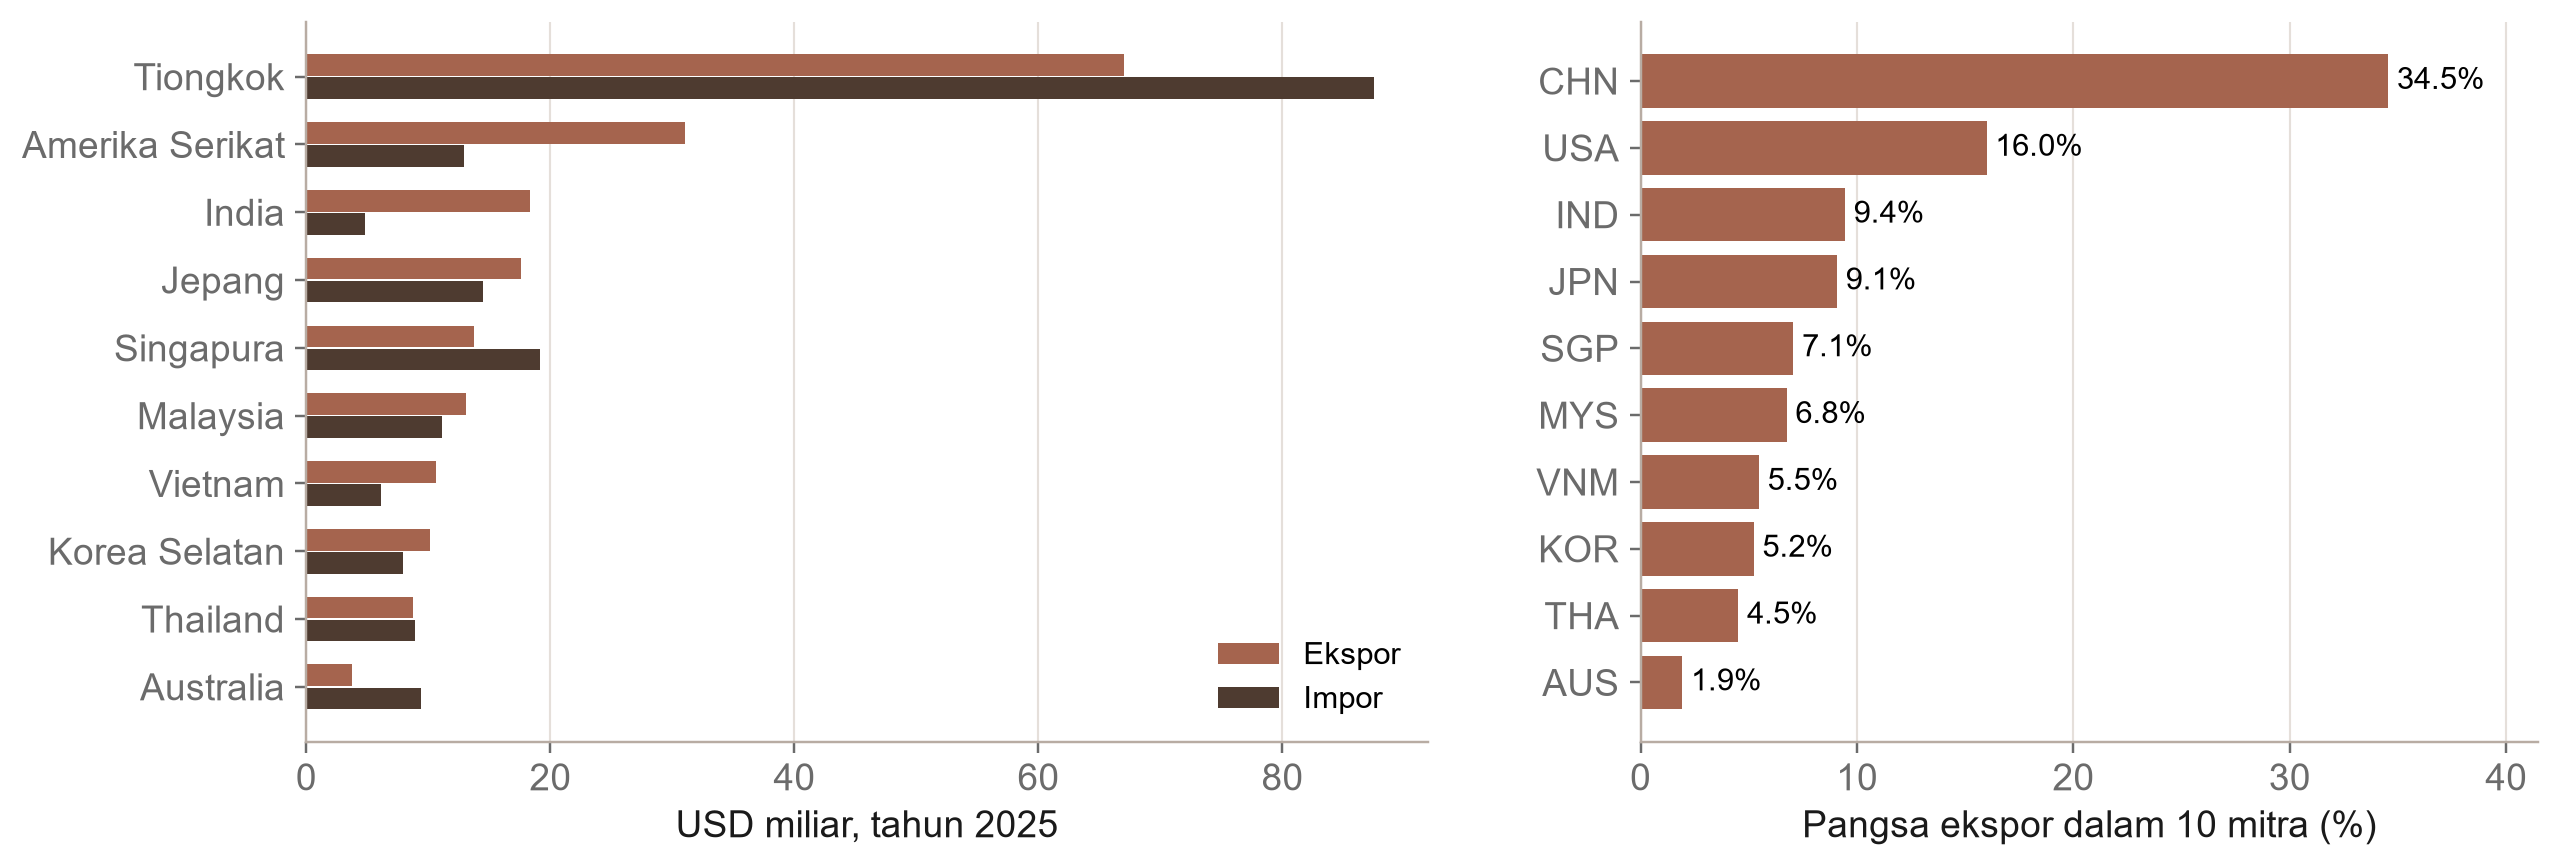 Tiongkok
Amerika Serikat
India
Jepang
Singapura
Malaysia
Vietnam
Korea Selatan
Thailand
Australia
Ekspor
Impor
0 20 40 60 80
USD miliar, tahun 2025
CHN 34.5%
USA 16.0%
IND 9.4%
JPN 9.1%
SGP 7.1%
MYS 6.8%
VNM 5.5%
KOR 5.2%
THA 4.5%
AUS 1.9%
0 10 20 30 40
Pangsa ekspor dalam 10 mitra (%)